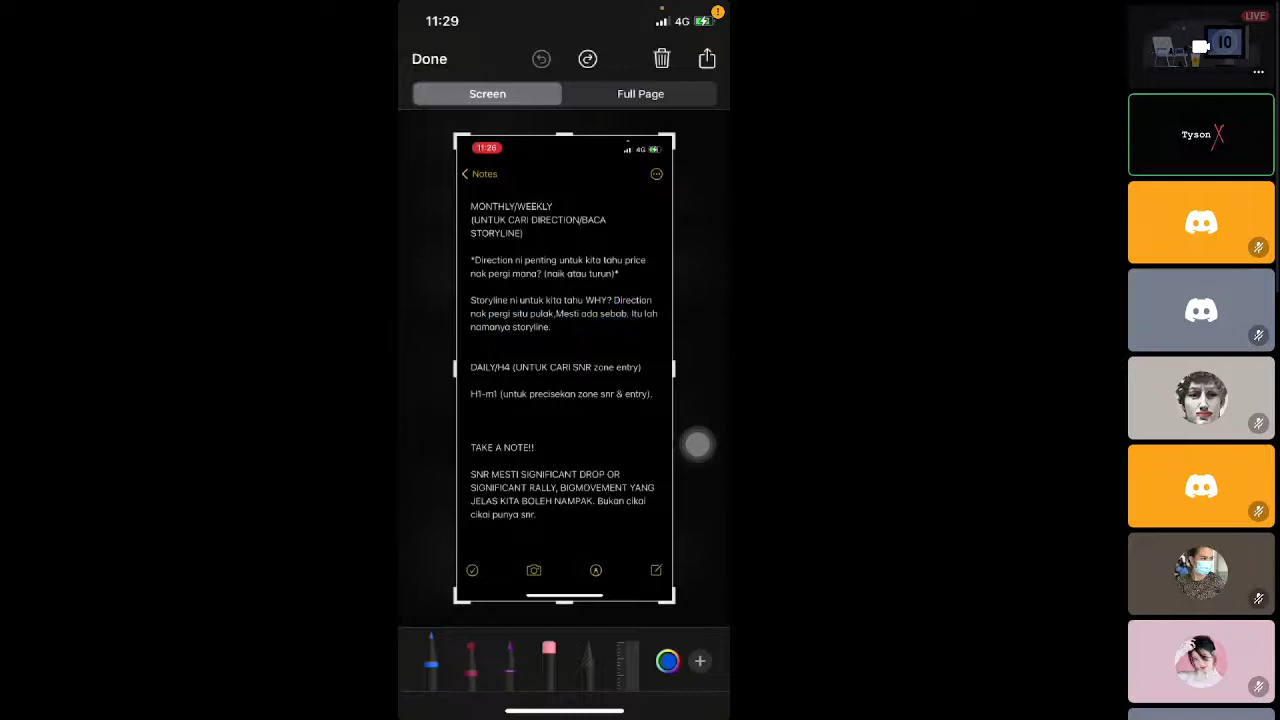 11:29
4G
LIVE
10
Done
Screen
Full Page
Tyson X
11:26
4G
Notes
MONTHLY/WEEKLY
(UNTUK CARI DIRECTION/BACA
STORYLINE)
*Direction ni penting untuk kita tahu price
nak pergi mana? (naik atau turun)*
Storyline ni untuk kita tahu WHY? Direction
nak pergi situ pulak,Mesti ada sebab. Itu lah
namanya storyline.
DAILY/H4 (UNTUK CARI SNR zone entry)
H1-m1 (untuk precisekan zone snr & entry).
TAKE A NOTE!!
SNR MESTI SIGNIFICANT DROP OR
SIGNIFICANT RALLY, BIGMOVEMENT YANG
JELAS KITA BOLEH NAMPAK. Bukan cikai
cikai punya snr.